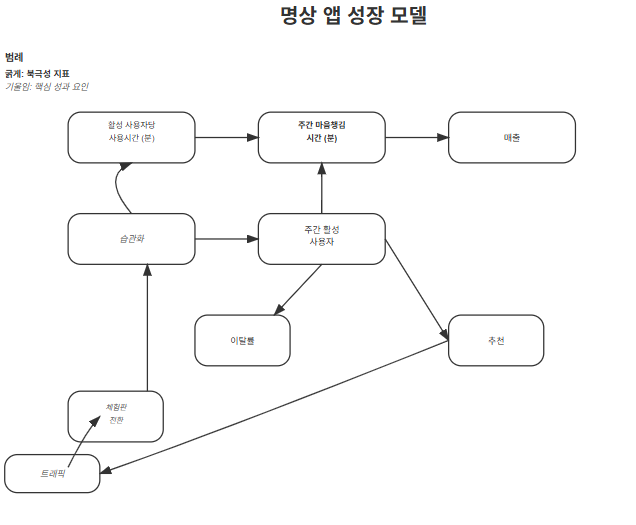 명상 앱 성장 모델
범례
굵게: 북극성 지표
기울임: 핵심 성과 요인
활성 사용자당
사용시간 (분)
주간 마음챙김
시간 (분)
매출
습관화
주간 활성
사용자
이탈률
추천
체험판
전환
트래픽